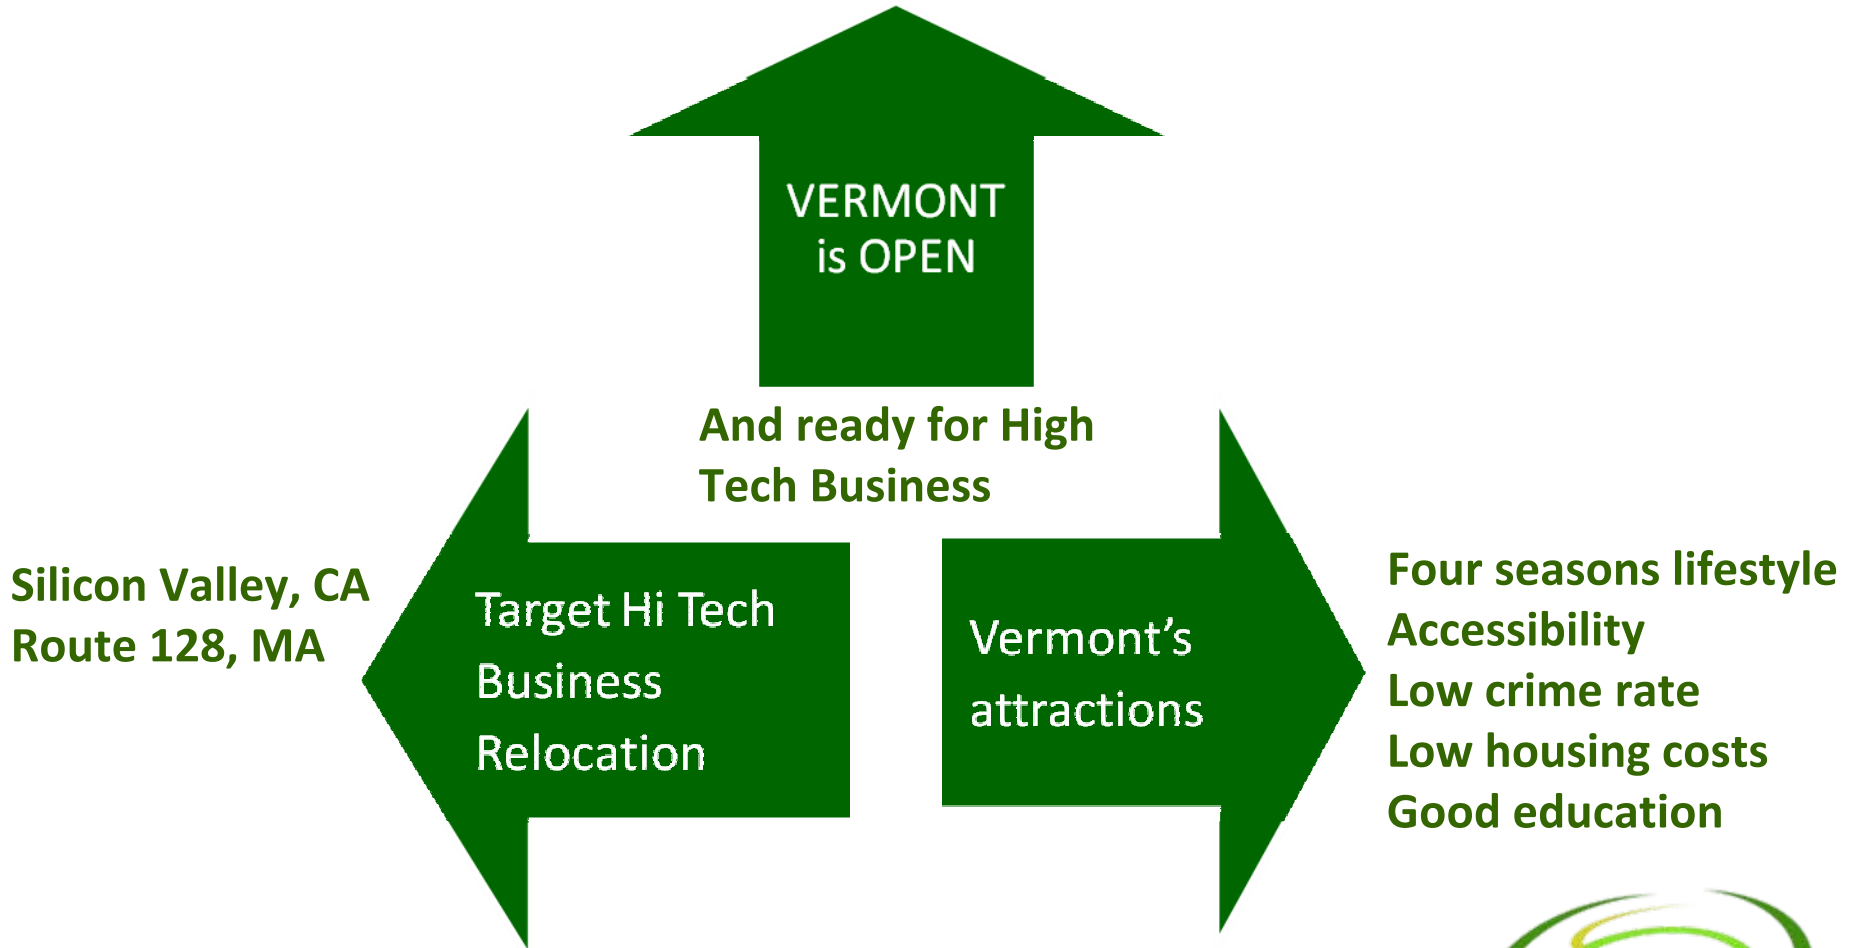 VERMONT
is OPEN
And ready for High
Tech Business
Silicon Valley, CA
Route 128, MA
Target Hi Tech
Business
Relocation
Vermont's
attractions
Four seasons lifestyle
Accessibility
Low crime rate
Low housing costs
Good education